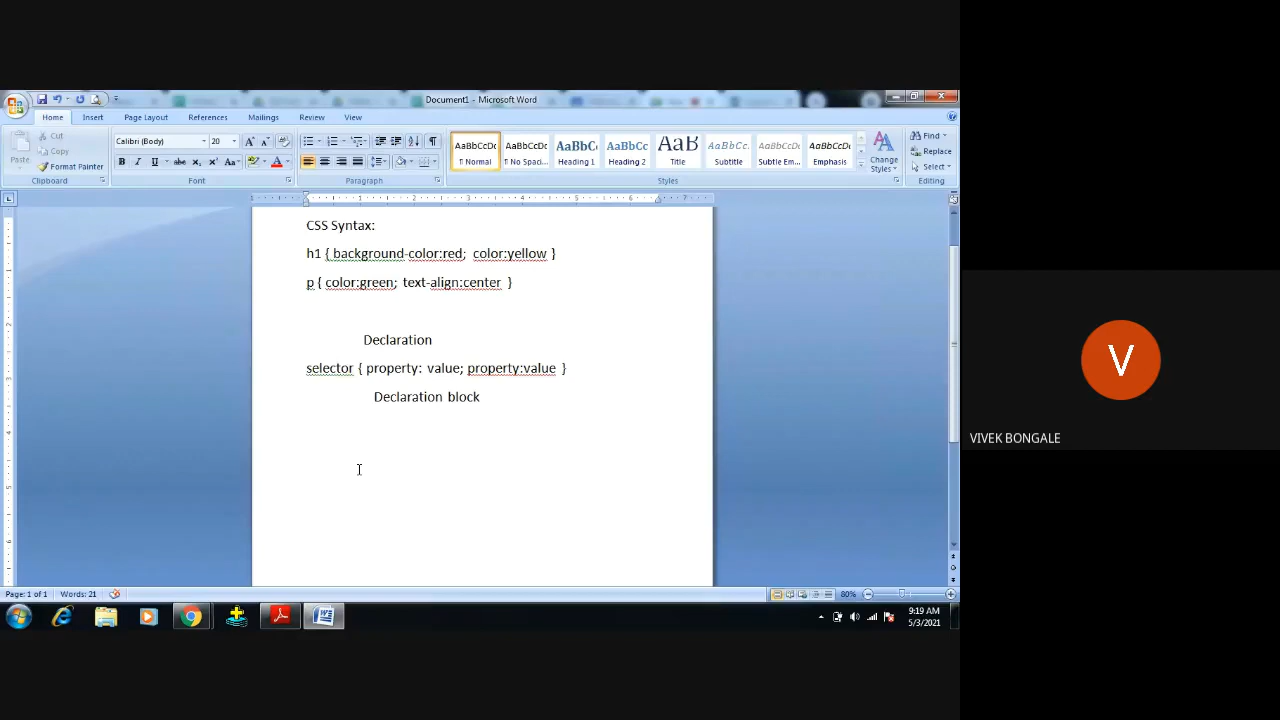 Document1 - Microsoft Word
Home Insert Page Layout References Mailings Review View
Cut
Copy
Format Painter
Paste
Clipboard
Calibri (Body) 20
Font
Paragraph
AaBbCcDc AaBbCcDc AaBbC AaBbCc AaB AaBbCc. AaBbCcDc AaBbCcDc
¶ Normal ¶ No Spaci... Heading 1 Heading 2 Title Subtitle Subtle Em... Emphasis
Change Styles
Styles
Find
Replace
Select
Editing
CSS Syntax:
h1 { background-color:red; color:yellow }
p { color:green; text-align:center }
Declaration
selector { property: value; property:value }
Declaration block
Page: 1 of 1 Words: 21
80%
9:19 AM
5/3/2021
V
VIVEK BONGALE